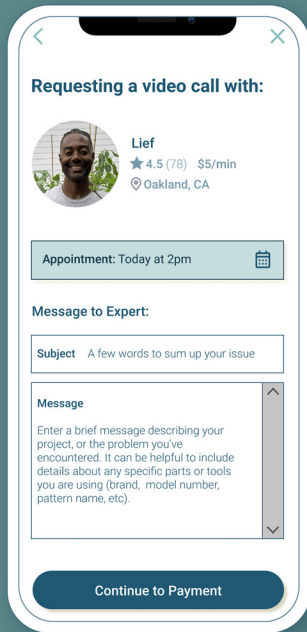 Requesting a video call with:
Lief
4.5 (78) $5/min
Oakland, CA
Appointment: Today at 2pm
Message to Expert:
Subject A few words to sum up your issue
Message
Enter a brief message describing your
project, or the problem you've
encountered. It can be helpful to include
details about any specific parts or tools
you are using (brand, model number,
pattern name, etc).
Continue to Payment